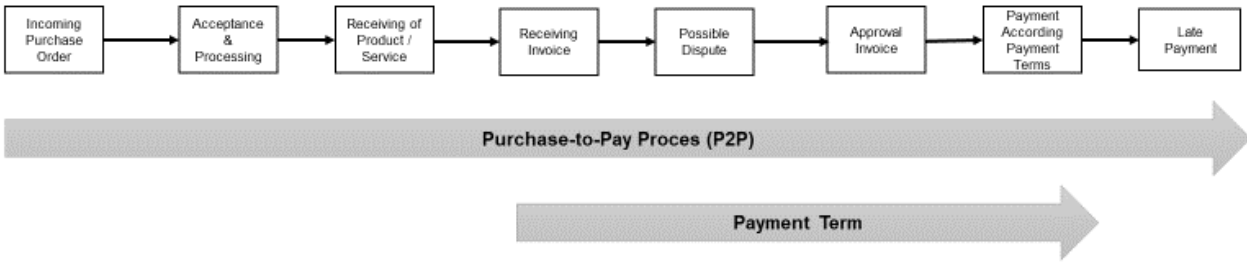 Incoming
Purchase
Order
Acceptance
&
Processing
Receiving of
Product /
Service
Receiving
Invoice
Possible
Dispute
Approval
Invoice
Payment
According
Payment
Terms
Late
Payment
Purchase-to-Pay Proces (P2P)
Payment Term